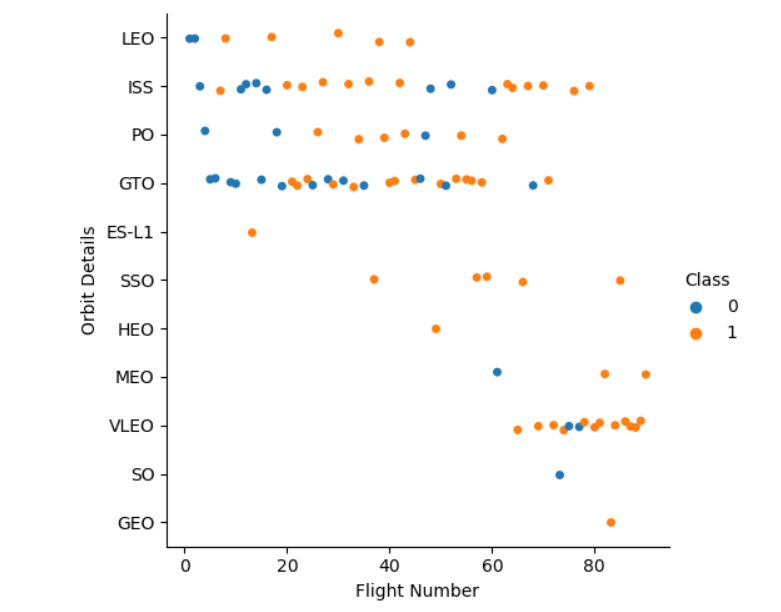 LEO
ISS
PO
GTO
ES-L1
SSO
HEO
MEO
VLEO
SO
GEO
Orbit Details
0 20 40 60 80
Flight Number
Class
0
1